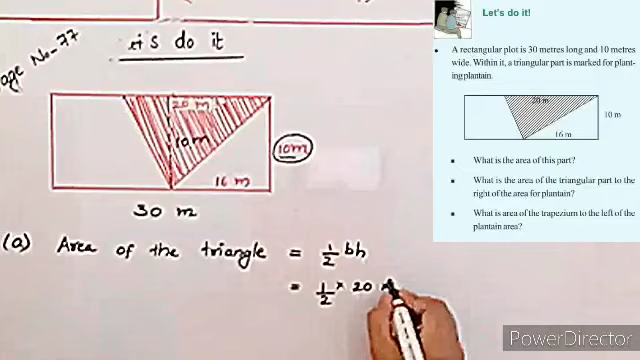 Page No-77
Let's do it
20 m
10m
10m
16 m
30 m
(a) Area of the triangle = 1/2 bh
= 1/2 × 20 ×
Let's do it!
• A rectangular plot is 30 metres long and 10 metres
wide. Within it, a triangular part is marked for plant-
ing plantain.
20 m
10 m
16 m
▪ What is the area of this part?
▪ What is the area of the triangular part to the
right of the area for plantain?
▪ What is area of the trapezium to the left of the
plantain area?
PowerDirector